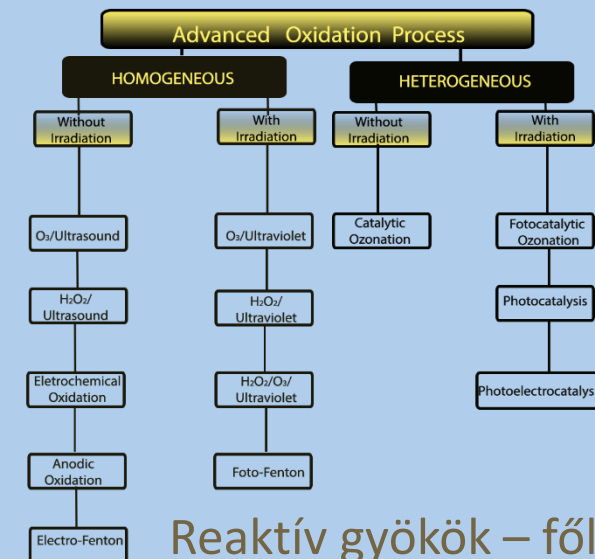 Advanced Oxidation Process
HOMOGENEOUS
HETEROGENEOUS
Without
Irradiation
With
Irradiation
Without
Irradiation
With
Irradiation
O₃/Ultrasound
H₂O₂/
Ultrasound
Eletrochemical
Oxidation
Anodic
Oxidation
Electro-Fenton
O₃/Ultraviolet
H₂O₂/
Ultraviolet
H₂O₂/O₃/
Ultraviolet
Foto-Fenton
Catalytic
Ozonation
Fotocatalytic
Ozonation
Photocatalysis
Photoelectrocatalys
Reaktív gyökök – fől